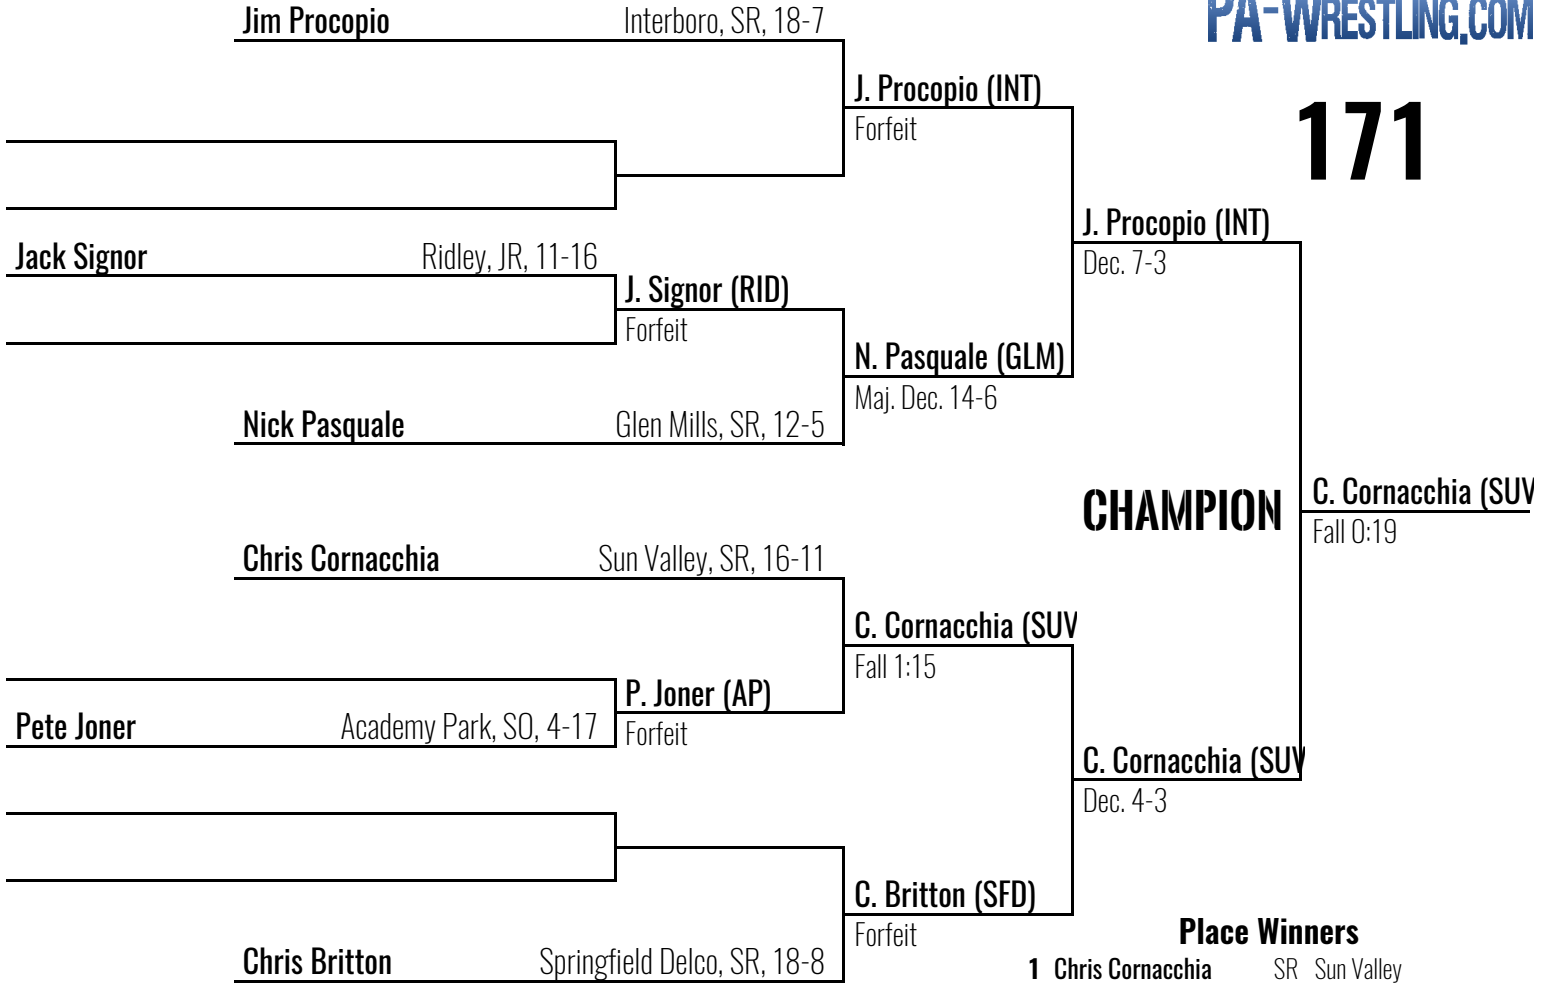 PA-WRESTLING.COM
171
Jim Procopio Interboro, SR, 18-7
J. Procopio (INT)
Forfeit
J. Procopio (INT)
Dec. 7-3
Jack Signor Ridley, JR, 11-16
J. Signor (RID)
Forfeit
N. Pasquale (GLM)
Maj. Dec. 14-6
Nick Pasquale Glen Mills, SR, 12-5
CHAMPION
C. Cornacchia (SUV
Fall 0:19
Chris Cornacchia Sun Valley, SR, 16-11
C. Cornacchia (SUV
Fall 1:15
P. Joner (AP)
Forfeit
Pete Joner Academy Park, SO, 4-17
C. Cornacchia (SUV
Dec. 4-3
C. Britton (SFD)
Forfeit
Chris Britton Springfield Delco, SR, 18-8
Place Winners
1 Chris Cornacchia SR Sun Valley